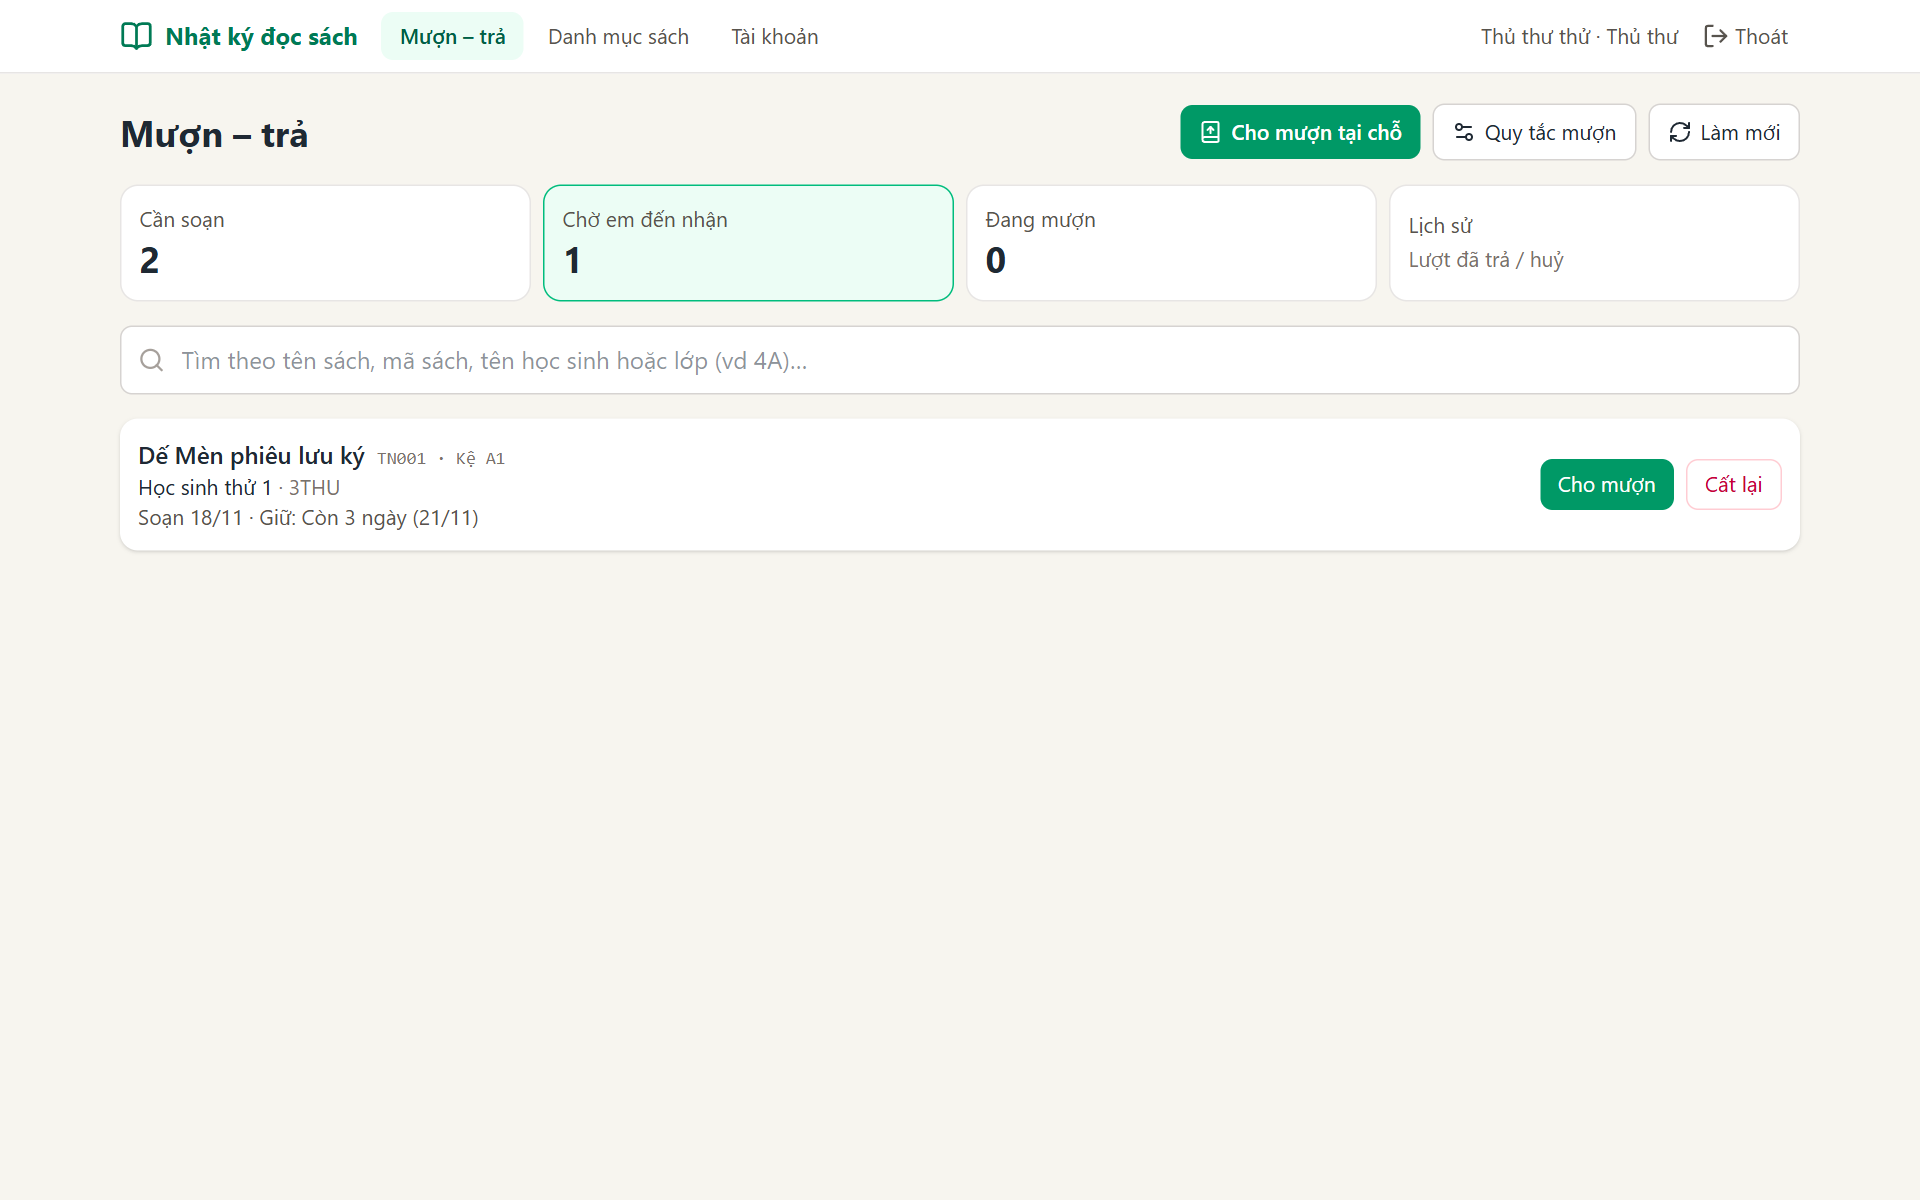 Nhật ký đọc sách
Mượn – trả
Danh mục sách
Tài khoản
Thủ thư thử · Thủ thư
Thoát
Mượn – trả
Cho mượn tại chỗ
Quy tắc mượn
Làm mới
Cần soạn
2
Chờ em đến nhận
1
Đang mượn
0
Lịch sử
Lượt đã trả / huỷ
Tìm theo tên sách, mã sách, tên học sinh hoặc lớp (vd 4A)...
Dế Mèn phiêu lưu ký TN001 · Kệ A1
Học sinh thử 1 · 3THU
Soạn 18/11 · Giữ: Còn 3 ngày (21/11)
Cho mượn
Cất lại